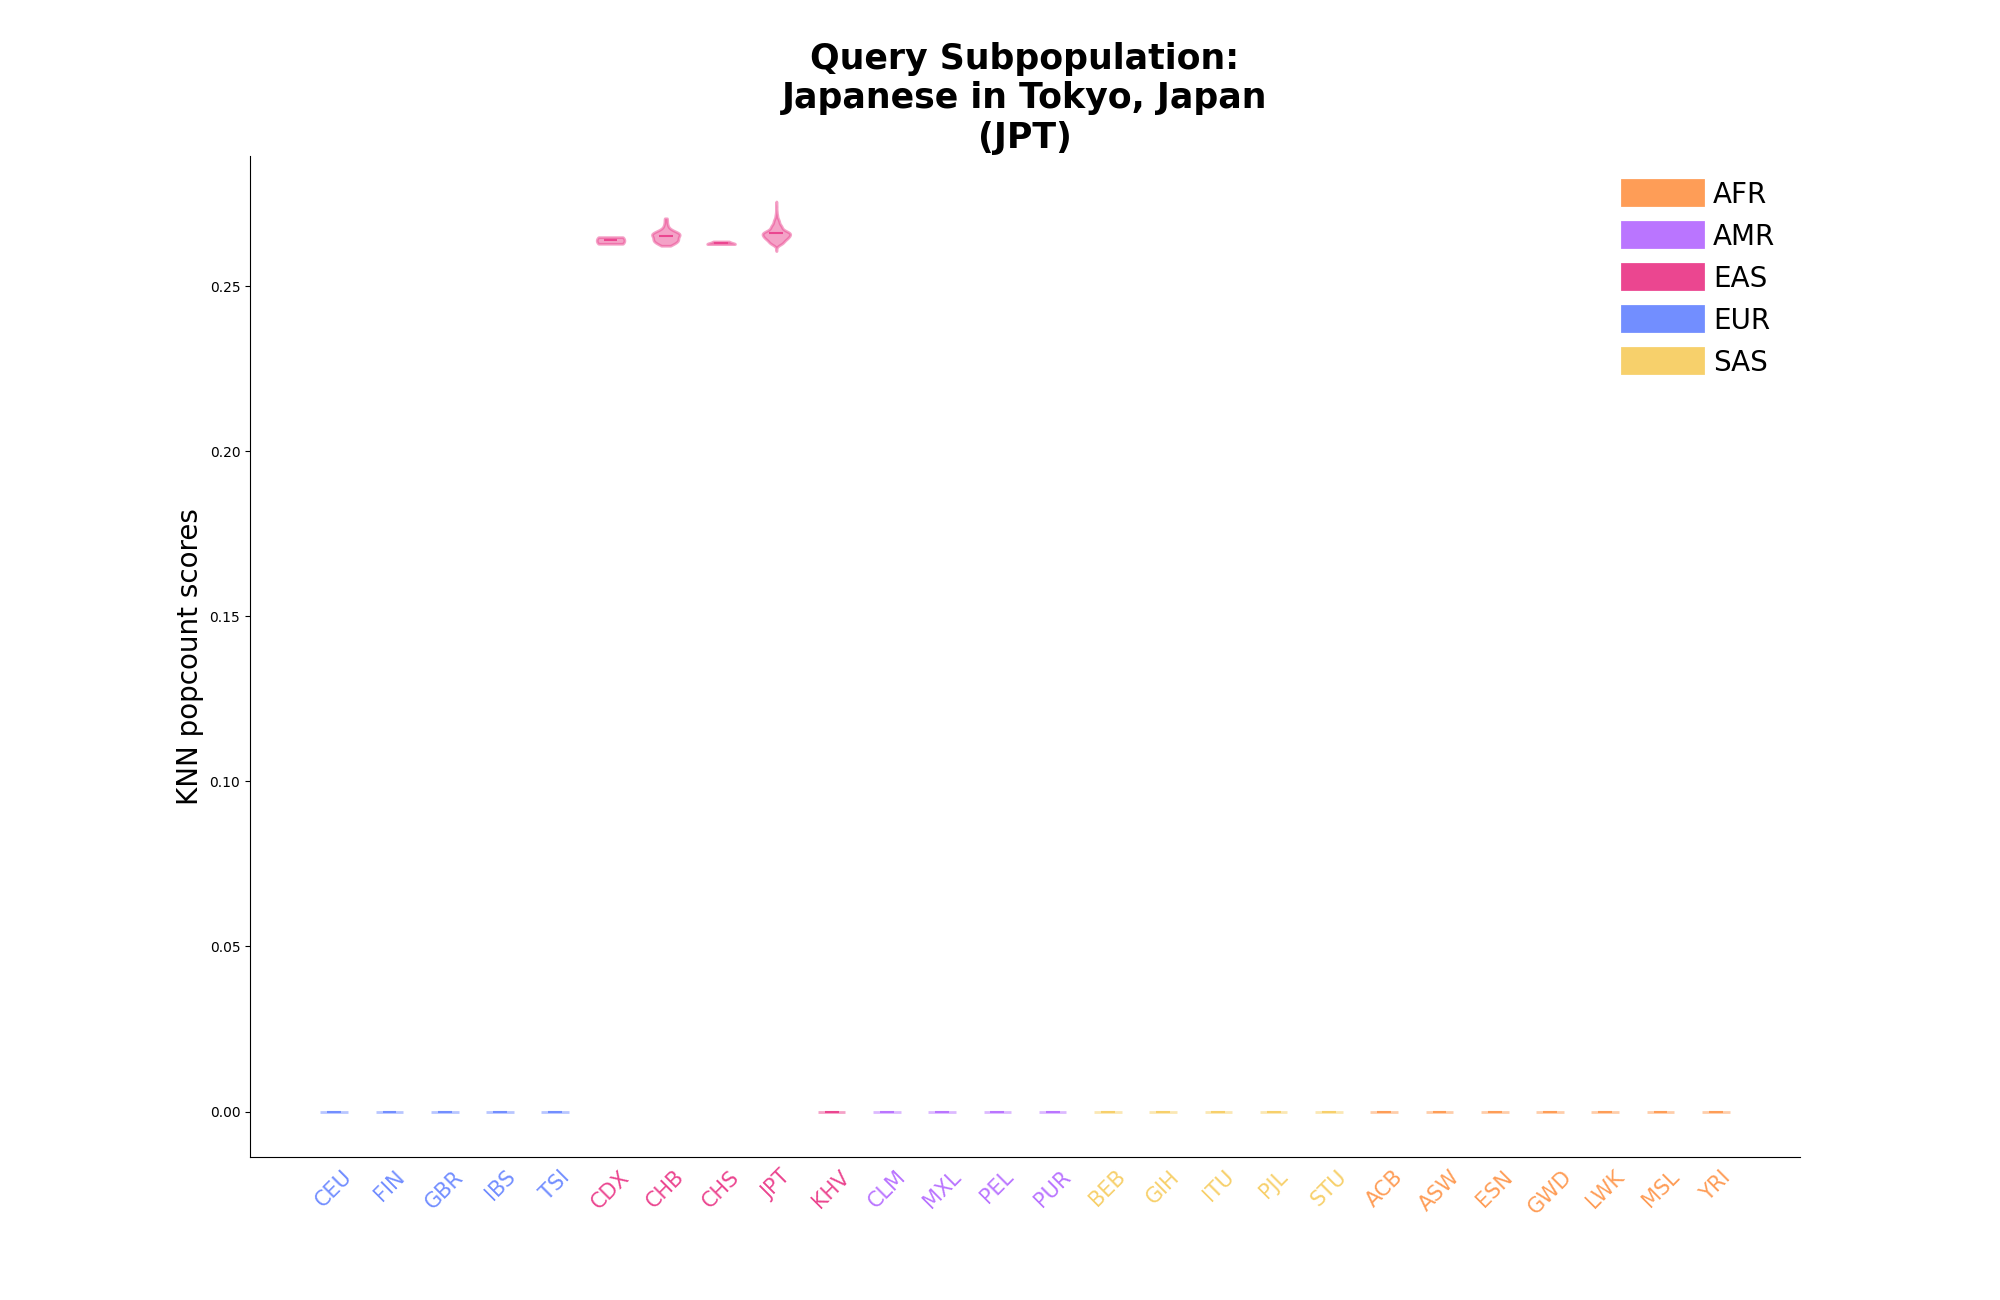 Query Subpopulation:
Japanese in Tokyo, Japan
(JPT)
AFR
AMR
EAS
EUR
SAS
KNN popcount scores
0.25
0.20
0.15
0.10
0.05
0.00
CEU FIN GBR IBS TSI CDX CHB CHS JPT KHV CLM MXL PEL PUR BEB GIH ITU PJL STU ACB ASW ESN GWD LWK MSL YRI